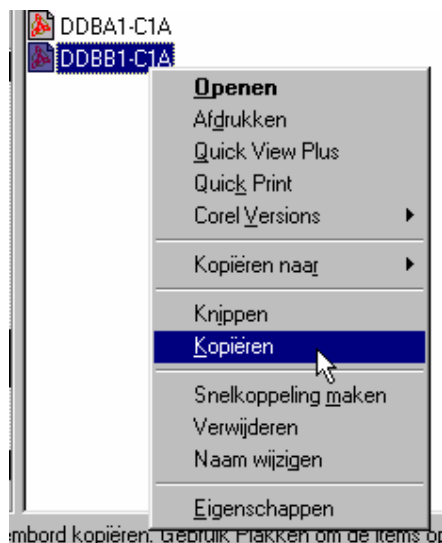 DDBA1-C1A
DDBB1-C1A
Openen
Afdrukken
Quick View Plus
Quick Print
Corel Versions
Kopiëren naar
Knippen
Kopiëren
Snelkoppeling maken
Verwijderen
Naam wijzigen
Eigenschappen
embord kopiëren. Gebruik Plakken om de items op